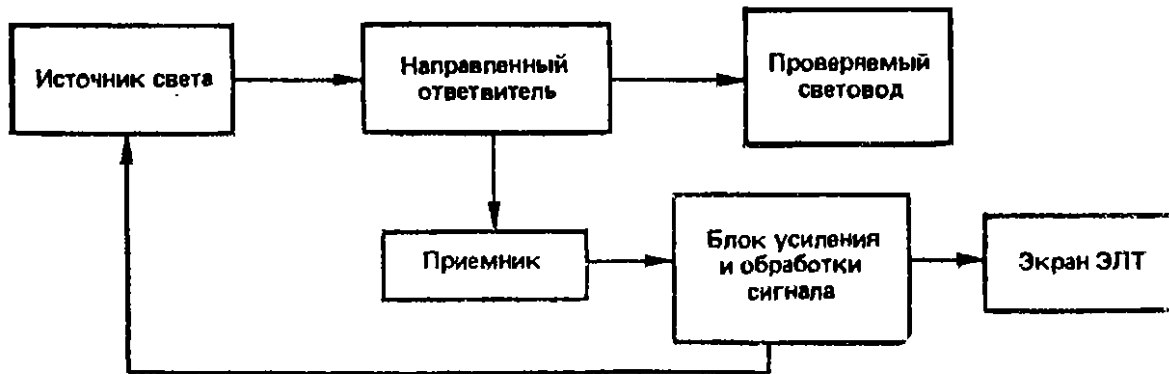 Источник света
Направленный
ответвитель
Проверяемый
световод
Приемник
Блок усиления
и обработки
сигнала
Экран ЭЛТ